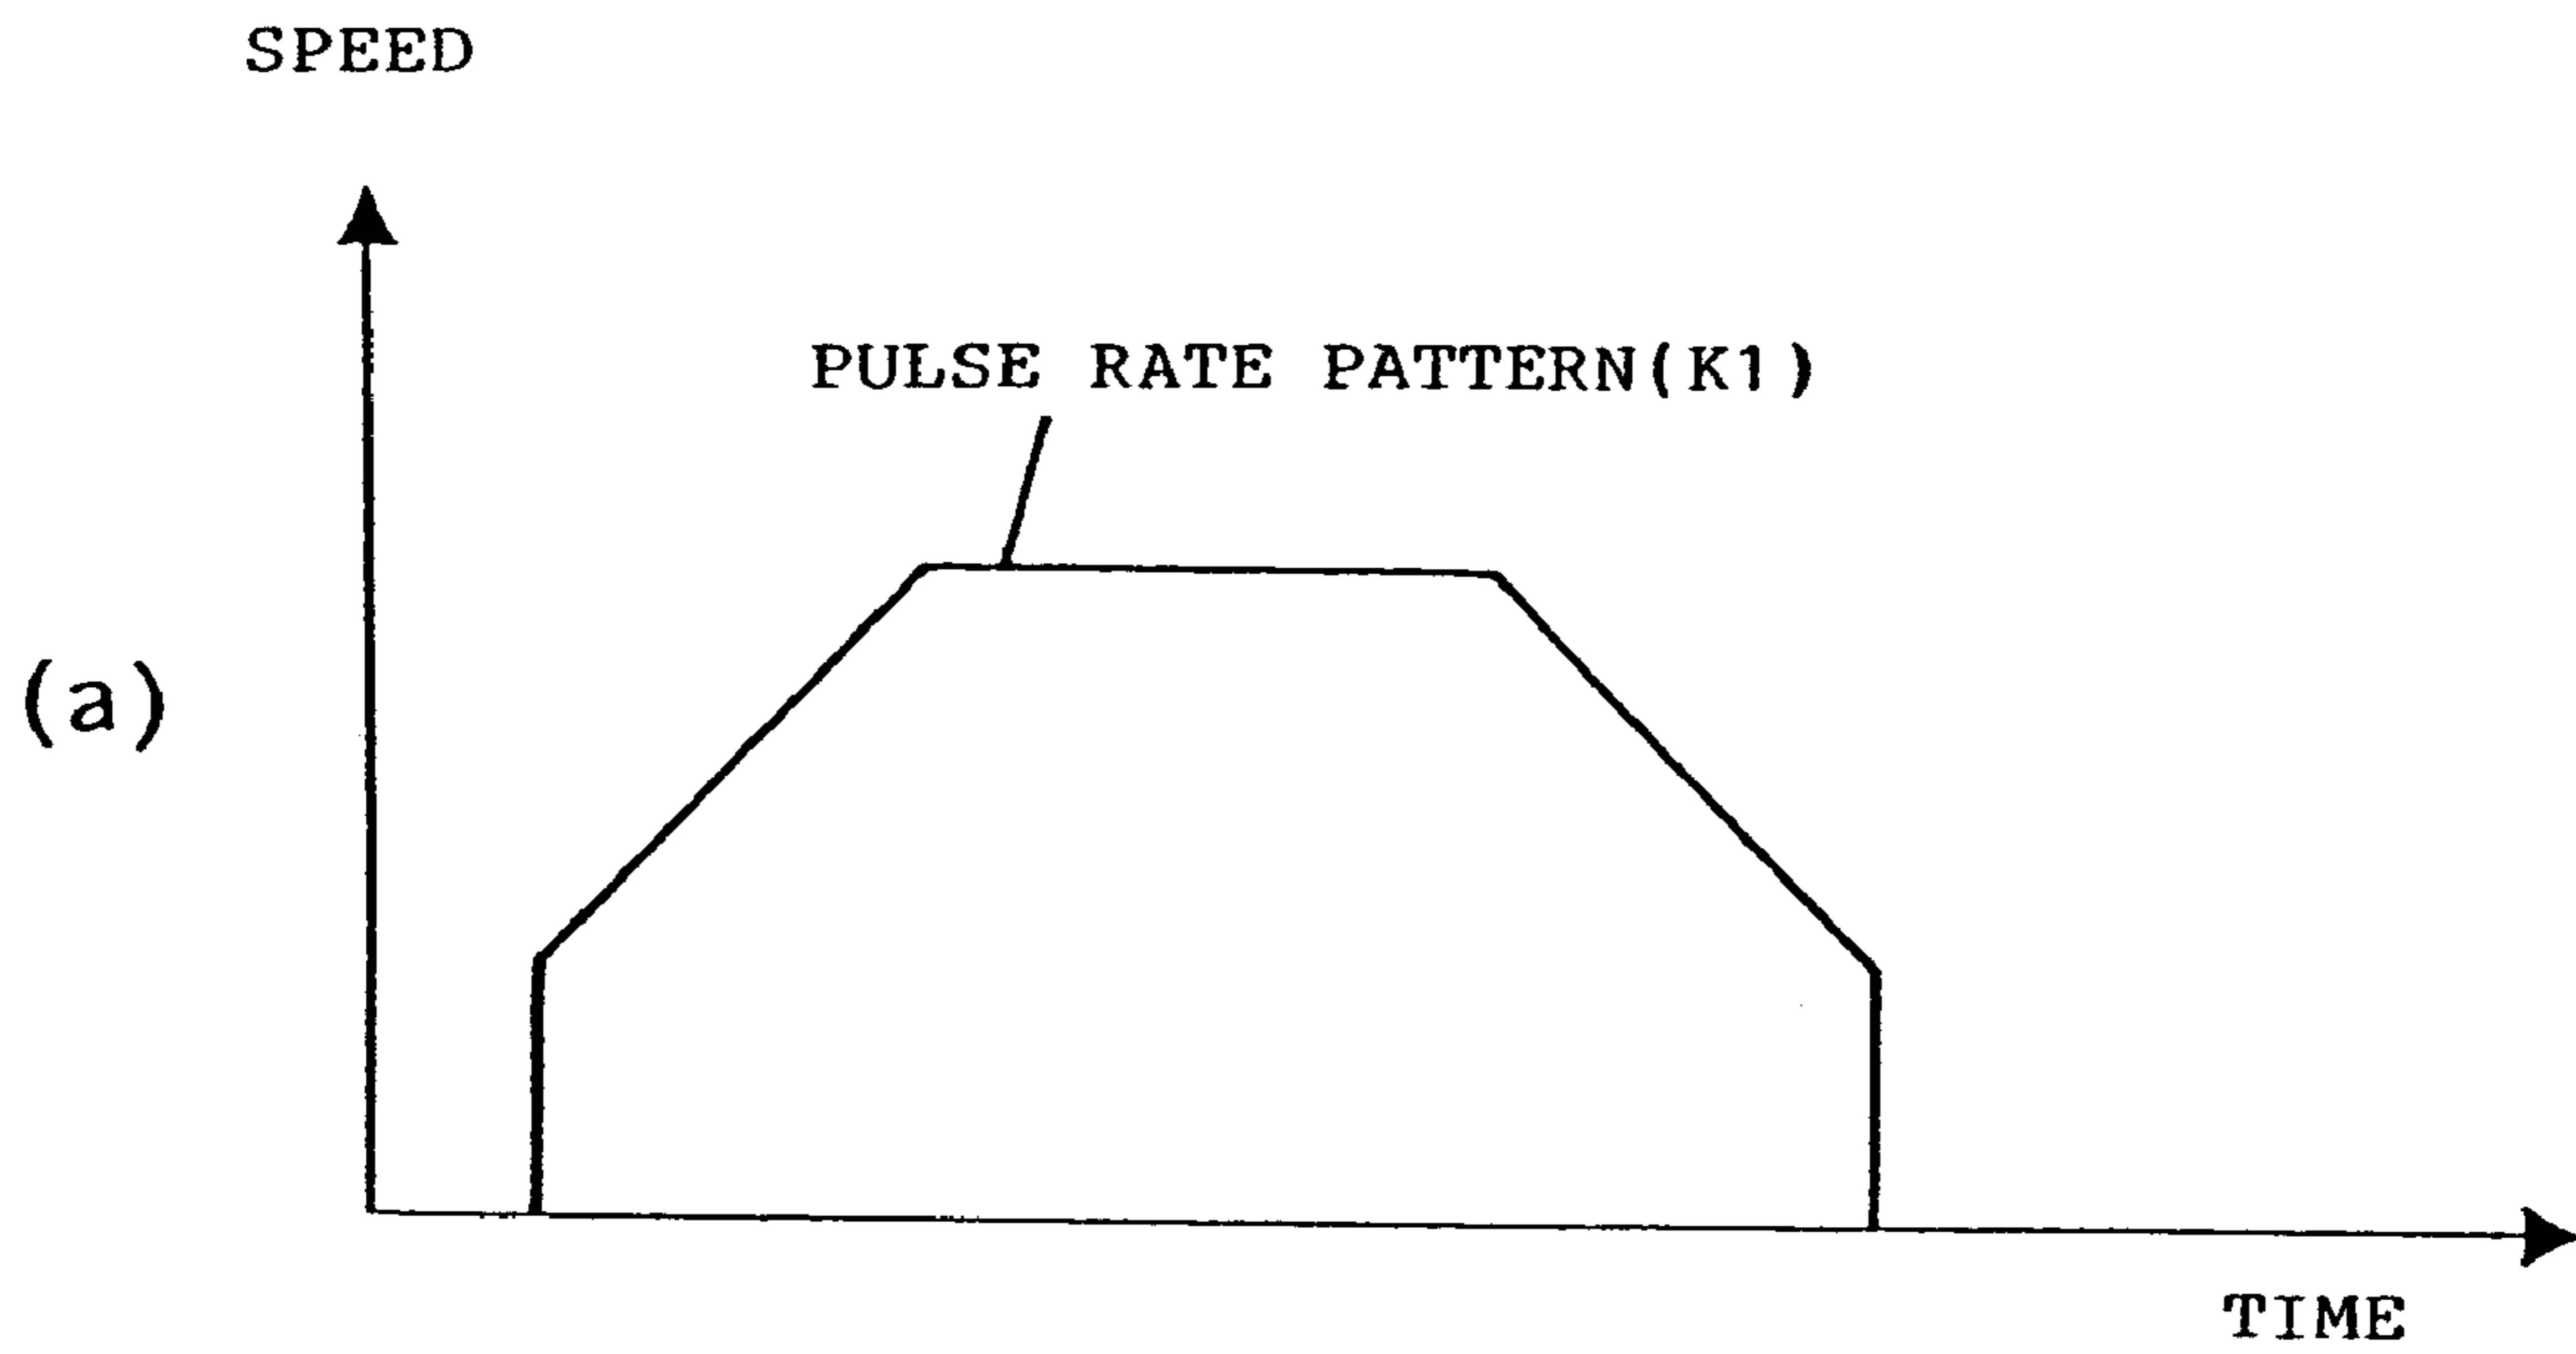 SPEED
PULSE RATE PATTERN(K1)
(a)
TIME